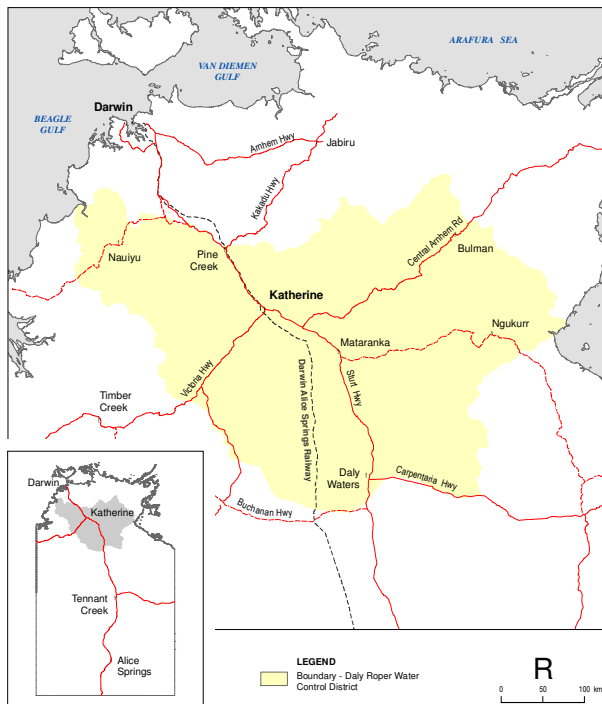 ARAFURA SEA
VAN DIEMEN
GULF
BEAGLE
GULF
Darwin
Arnhem Hwy
Jabiru
Kakadu Hwy
Central Arnhem Rd
Nauiyu
Pine
Creek
Bulman
Katherine
Ngukurr
Mataranka
Victoria Hwy
Darwin Alice Springs Railway
Sturt Hwy
Timber
Creek
Daly
Waters
Carpentaria Hwy
Buchanan Hwy
Darwin
Katherine
Tennant
Creek
Alice
Springs
LEGEND
Boundary - Daly Roper Water
Control District
R
0 50 100 km